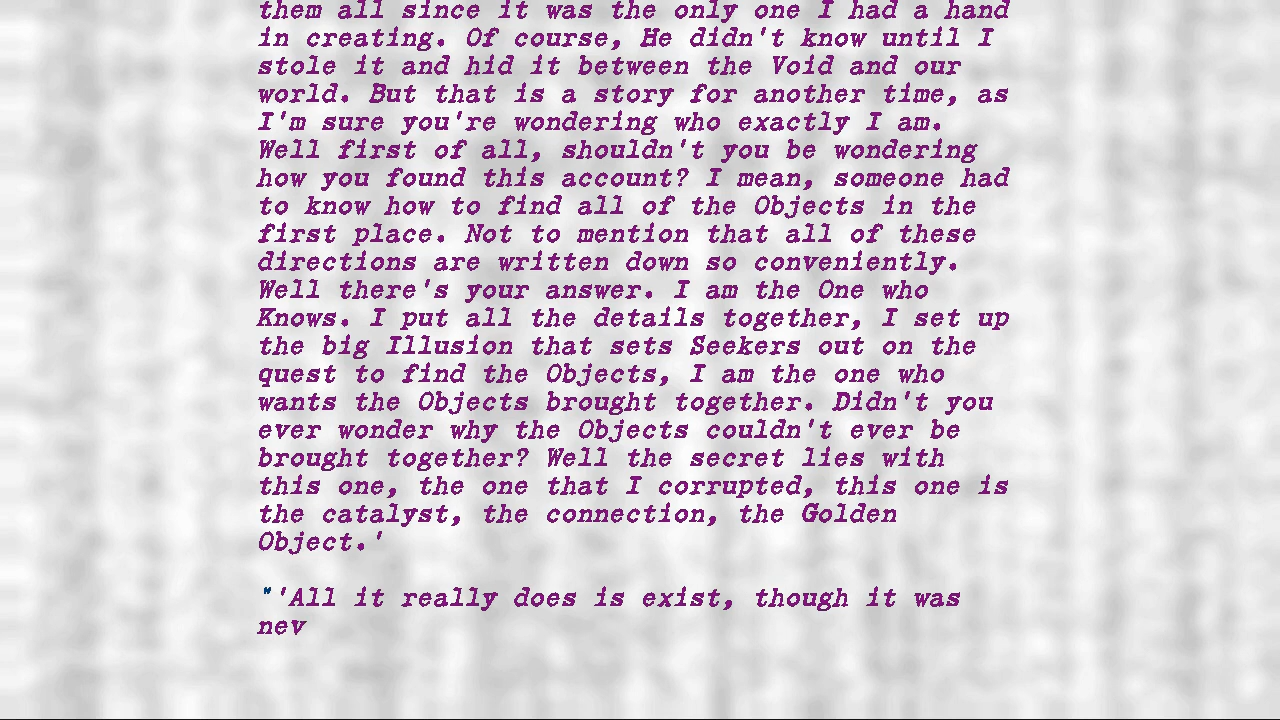 them all since it was the only one I had a hand
in creating. Of course, He didn't know until I
stole it and hid it between the Void and our
world. But that is a story for another time, as
I'm sure you're wondering who exactly I am.
Well first of all, shouldn't you be wondering
how you found this account? I mean, someone had
to know how to find all of the Objects in the
first place. Not to mention that all of these
directions are written down so conveniently.
Well there's your answer. I am the One who
Knows. I put all the details together, I set up
the big Illusion that sets Seekers out on the
quest to find the Objects, I am the one who
wants the Objects brought together. Didn't you
ever wonder why the Objects couldn't ever be
brought together? Well the secret lies with
this one, the one that I corrupted, this one is
the catalyst, the connection, the Golden
Object.'
"'All it really does is exist, though it was
nev